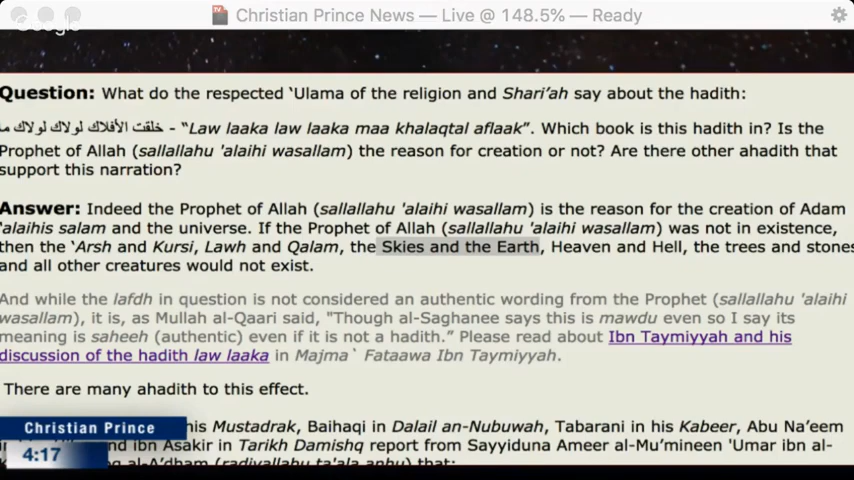 Christian Prince News — Live @ 148.5% — Ready
Google
Question: What do the respected ‘Ulama of the religion and Shari’ah say about the hadith:
خلقت الأفلاك لولاك لولاك ما - “Law laaka law laaka maa khalaqtal aflaak”. Which book is this hadith in? Is the
Prophet of Allah (sallallahu 'alaihi wasallam) the reason for creation or not? Are there other ahadith that
support this narration?
Answer: Indeed the Prophet of Allah (sallallahu 'alaihi wasallam) is the reason for the creation of Adam
'alaihis salam and the universe. If the Prophet of Allah (sallallahu 'alaihi wasallam) was not in existence,
then the ‘Arsh and Kursi, Lawh and Qalam, the Skies and the Earth, Heaven and Hell, the trees and stones
and all other creatures would not exist.
And while the lafdh in question is not considered an authentic wording from the Prophet (sallallahu 'alaihi
wasallam), it is, as Mullah al-Qaari said, "Though al-Saghanee says this is mawdu even so I say its
meaning is saheeh (authentic) even if it is not a hadith.” Please read about Ibn Taymiyyah and his
discussion of the hadith law laaka in Majma` Fataawa Ibn Taymiyyah.
There are many ahadith to this effect.
his Mustadrak, Baihaqi in Dalail an-Nubuwah, Tabarani in his Kabeer, Abu Na’eem
Christian Prince
and ibn Asakir in Tarikh Damishq report from Sayyiduna Ameer al-Mu’mineen 'Umar ibn al-
4:17
al-A’dham (radiyallahu ta'ala anhu) that: